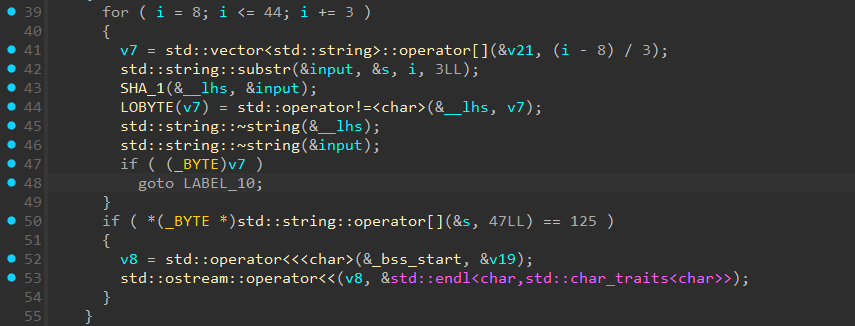 39 for ( i = 8; i <= 44; i += 3 )
40 {
41 v7 = std::vector<std::string>::operator[](&v21, (i - 8) / 3);
42 std::string::substr(&input, &s, i, 3LL);
43 SHA_1(&__lhs, &input);
44 LOBYTE(v7) = std::operator!=<char>(&__lhs, v7);
45 std::string::~string(&__lhs);
46 std::string::~string(&input);
47 if ( (_BYTE)v7 )
48 goto LABEL_10;
49 }
50 if ( *(_BYTE *)std::string::operator[](&s, 47LL) == 125 )
51 {
52 v8 = std::operator<<<char>(&_bss_start, &v19);
53 std::ostream::operator<<(v8, &std::endl<char,std::char_traits<char>>);
54 }
55 }